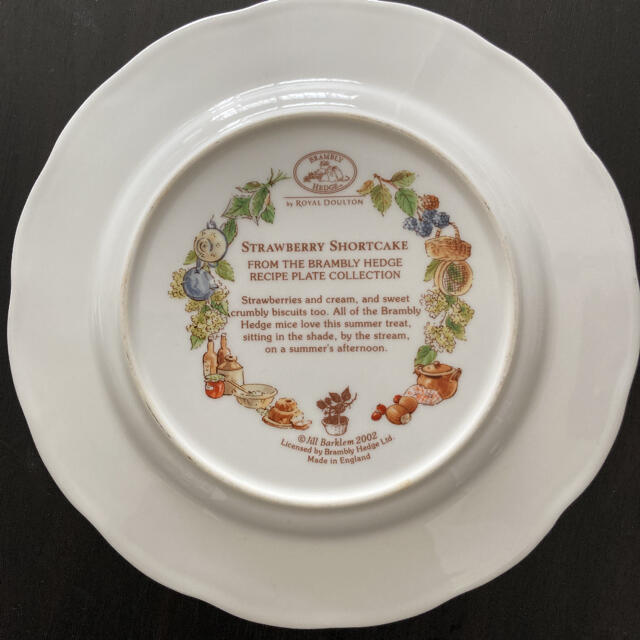 BRAMBLY
HEDGE™
by ROYAL DOULTON
STRAWBERRY SHORTCAKE
FROM THE BRAMBLY HEDGE
RECIPE PLATE COLLECTION
Strawberries and cream, and sweet
crumbly biscuits too. All of the Brambly
Hedge mice love this summer treat,
sitting in the shade, by the stream,
on a summer's afternoon.
©Jill Barklem 2002
Licensed by Brambly Hedge Ltd.
Made in England